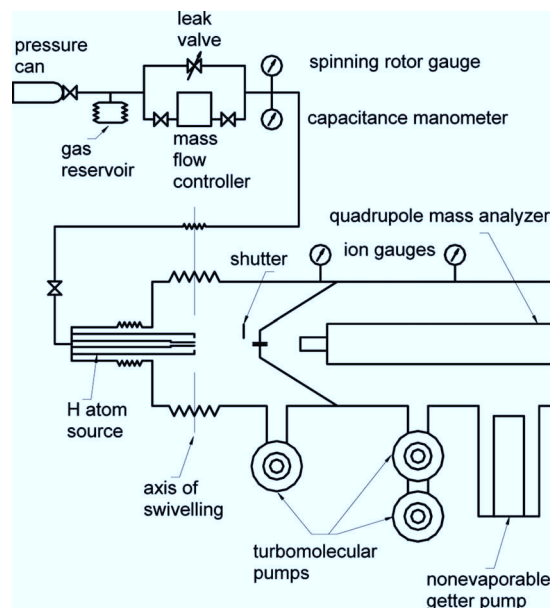 leak
valve
pressure
can
spinning rotor gauge
capacitance manometer
gas
reservoir
mass
flow
controller
quadrupole mass analyzer
shutter
ion gauges
H atom
source
axis of
swivelling
turbomolecular
pumps
nonevaporable
getter pump